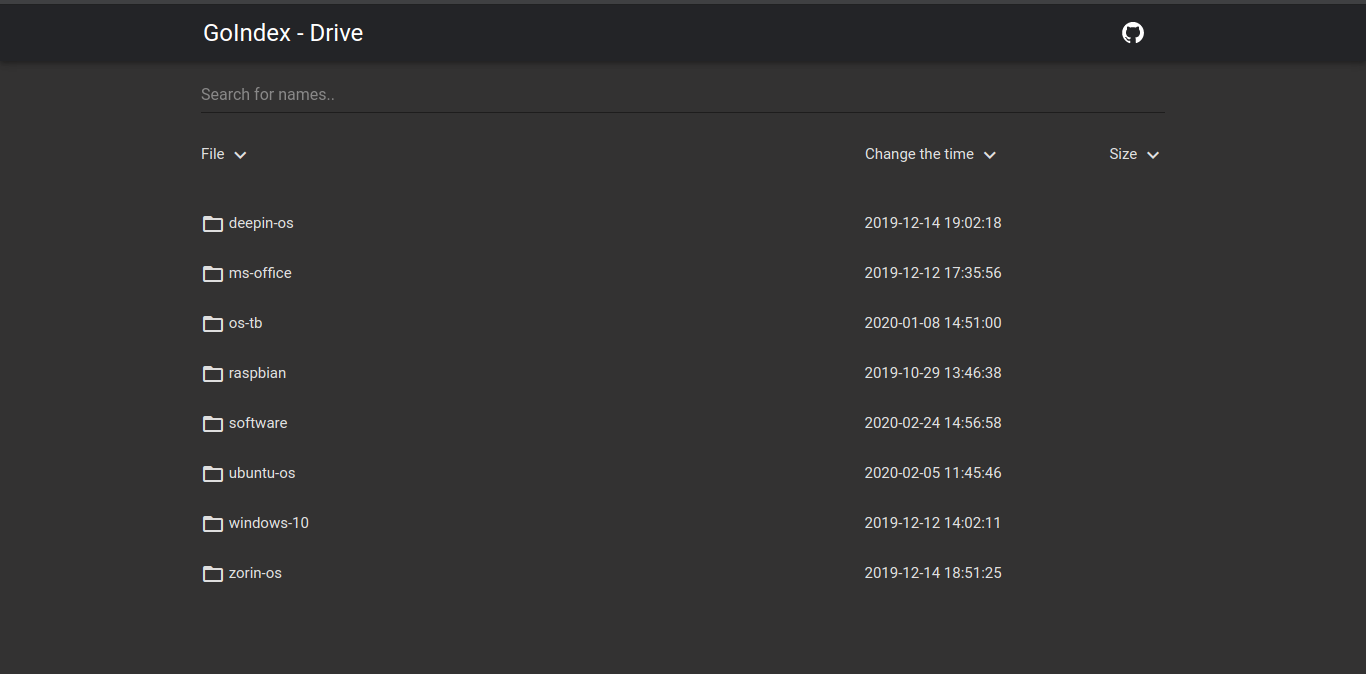 GoIndex - Drive
Search for names..
File Change the time Size
deepin-os 2019-12-14 19:02:18
ms-office 2019-12-12 17:35:56
os-tb 2020-01-08 14:51:00
raspbian 2019-10-29 13:46:38
software 2020-02-24 14:56:58
ubuntu-os 2020-02-05 11:45:46
windows-10 2019-12-12 14:02:11
zorin-os 2019-12-14 18:51:25